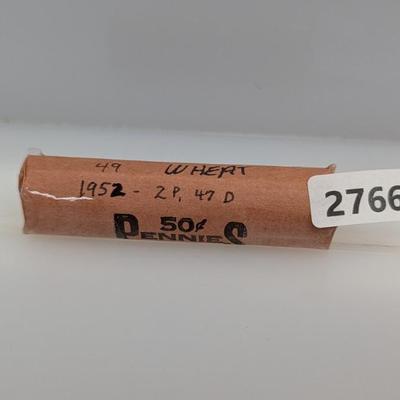 49 WHEAT
1952 - 2P, 47 D
50¢
PENNIES
2766